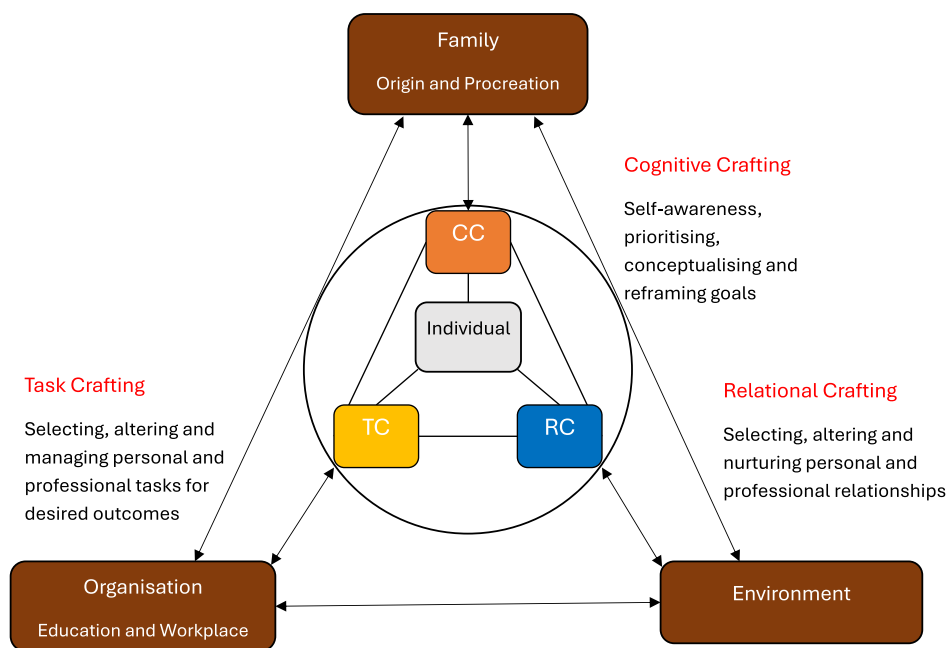 Family
Origin and Procreation
Cognitive Crafting
Self-awareness,
prioritising,
conceptualising and
reframing goals
CC
Individual
Task Crafting
Selecting, altering and
managing personal and
professional tasks for
desired outcomes
TC
RC
Relational Crafting
Selecting, altering and
nurturing personal and
professional relationships
Organisation
Education and Workplace
Environment